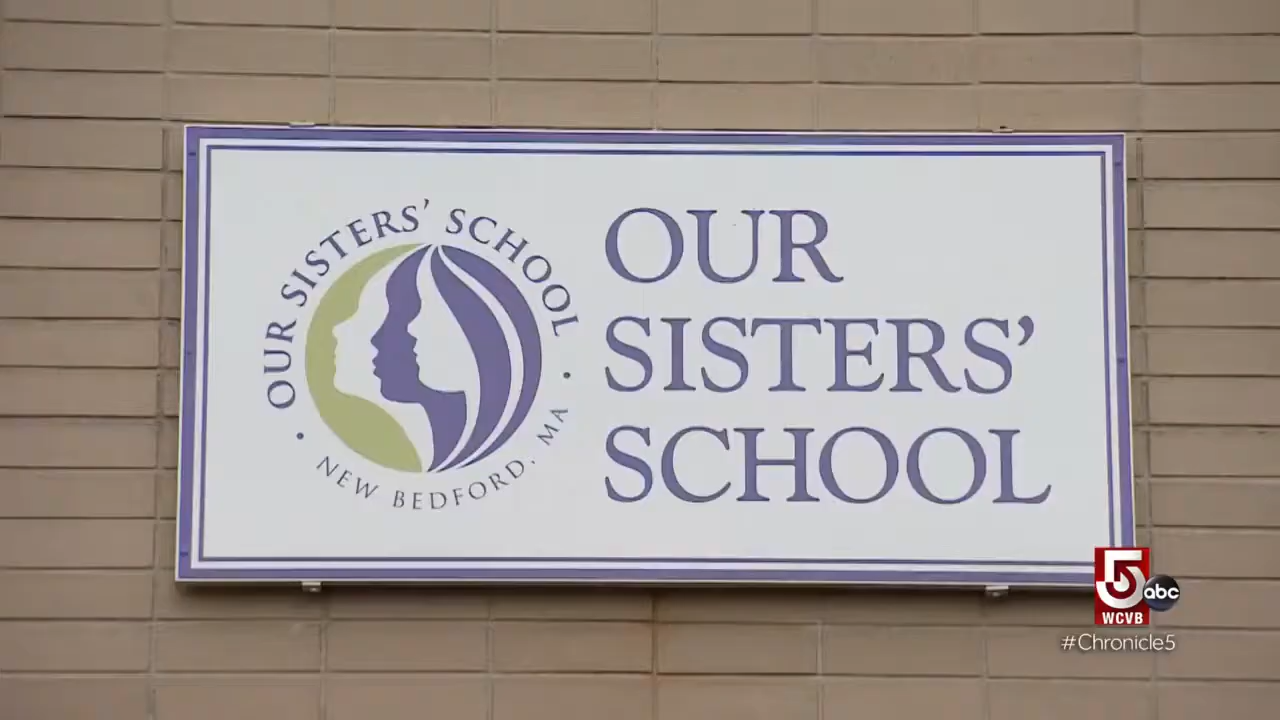 OUR SISTERS' SCHOOL
• NEW BEDFORD, MA •
OUR
SISTERS'
SCHOOL
5
abc
WCVB
#Chronicle5